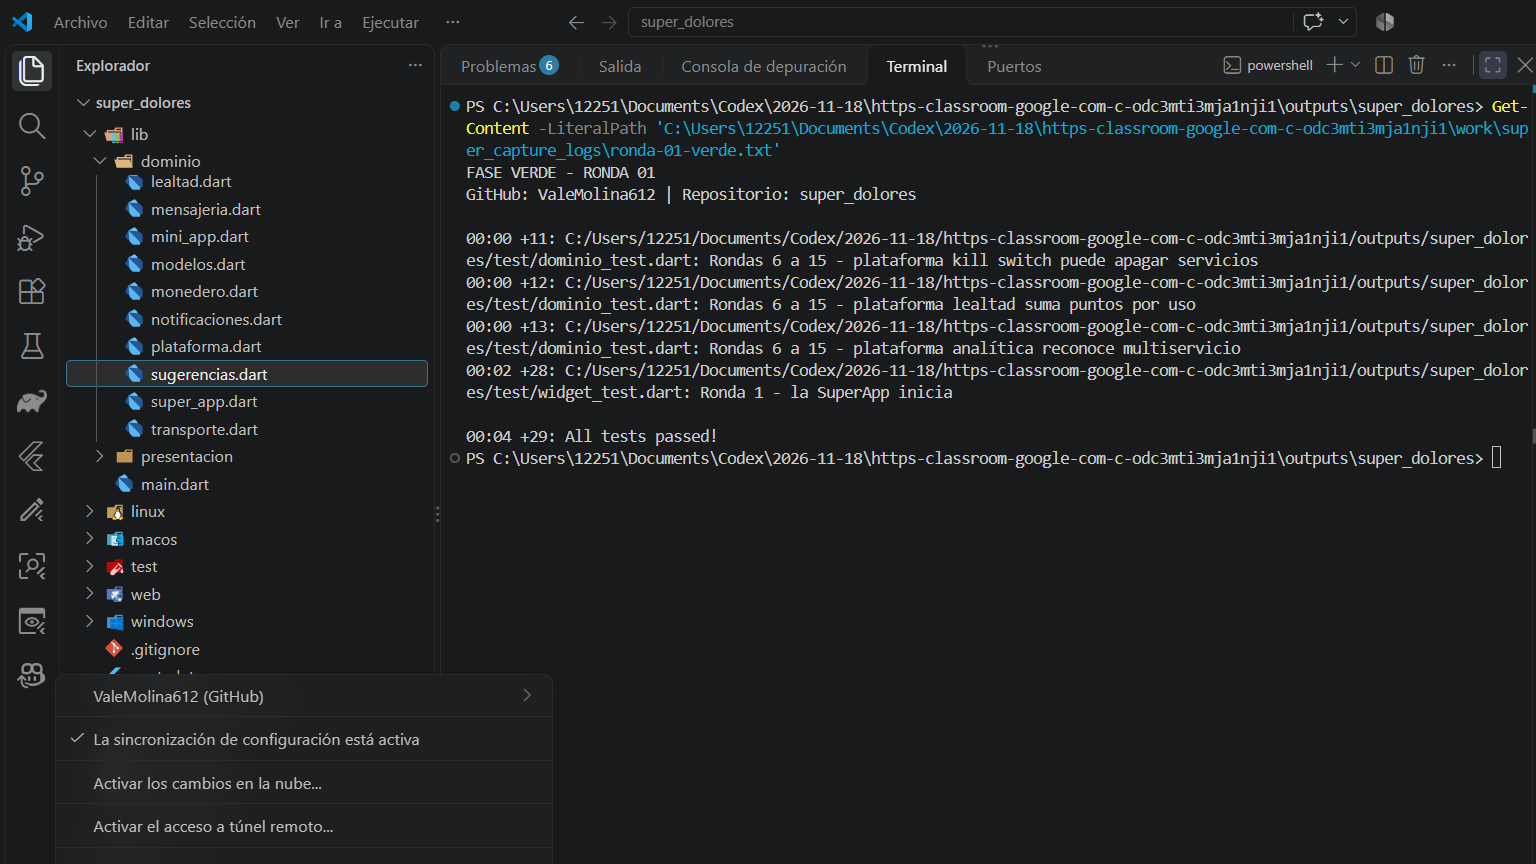 Archivo Editar Selección Ver Ir a Ejecutar ··· super_dolores
Explorador ···
super_dolores
lib
dominio
lealtad.dart
mensajeria.dart
mini_app.dart
modelos.dart
monedero.dart
notificaciones.dart
plataforma.dart
sugerencias.dart
super_app.dart
transporte.dart
presentacion
main.dart
linux
macos
test
web
windows
.gitignore
ValeMolina612 (GitHub)
La sincronización de configuración está activa
Activar los cambios en la nube...
Activar el acceso a túnel remoto...
Problemas 6 Salida Consola de depuración Terminal Puertos powershell ···
PS C:\Users\12251\Documents\Codex\2026-11-18\https-classroom-google-com-c-odc3mti3mja1nji1\outputs\super_dolores> Get-
Content -LiteralPath 'C:\Users\12251\Documents\Codex\2026-11-18\https-classroom-google-com-c-odc3mti3mja1nji1\work\sup
er_capture_logs\ronda-01-verde.txt'
FASE VERDE - RONDA 01
GitHub: ValeMolina612 | Repositorio: super_dolores
00:00 +11: C:/Users/12251/Documents/Codex/2026-11-18/https-classroom-google-com-c-odc3mti3mja1nji1/outputs/super_dolor
es/test/dominio_test.dart: Rondas 6 a 15 - plataforma kill switch puede apagar servicios
00:00 +12: C:/Users/12251/Documents/Codex/2026-11-18/https-classroom-google-com-c-odc3mti3mja1nji1/outputs/super_dolor
es/test/dominio_test.dart: Rondas 6 a 15 - plataforma lealtad suma puntos por uso
00:00 +13: C:/Users/12251/Documents/Codex/2026-11-18/https-classroom-google-com-c-odc3mti3mja1nji1/outputs/super_dolor
es/test/dominio_test.dart: Rondas 6 a 15 - plataforma analítica reconoce multiservicio
00:02 +28: C:/Users/12251/Documents/Codex/2026-11-18/https-classroom-google-com-c-odc3mti3mja1nji1/outputs/super_dolor
es/test/widget_test.dart: Ronda 1 - la SuperApp inicia
00:04 +29: All tests passed!
PS C:\Users\12251\Documents\Codex\2026-11-18\https-classroom-google-com-c-odc3mti3mja1nji1\outputs\super_dolores>